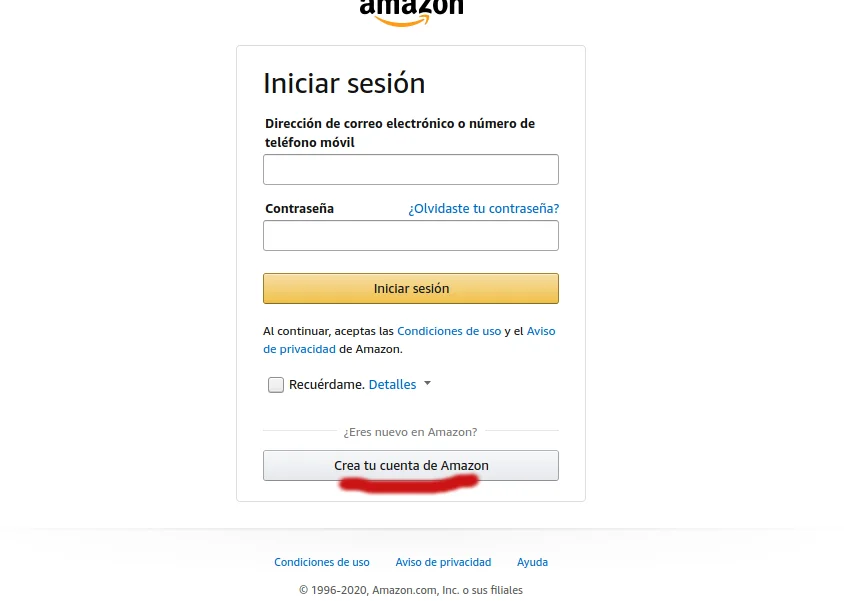 amazon
Iniciar sesión
Dirección de correo electrónico o número de
teléfono móvil
Contraseña ¿Olvidaste tu contraseña?
Iniciar sesión
Al continuar, aceptas las Condiciones de uso y el Aviso
de privacidad de Amazon.
Recuérdame. Detalles
¿Eres nuevo en Amazon?
Crea tu cuenta de Amazon
Condiciones de uso Aviso de privacidad Ayuda
© 1996-2020, Amazon.com, Inc. o sus filiales